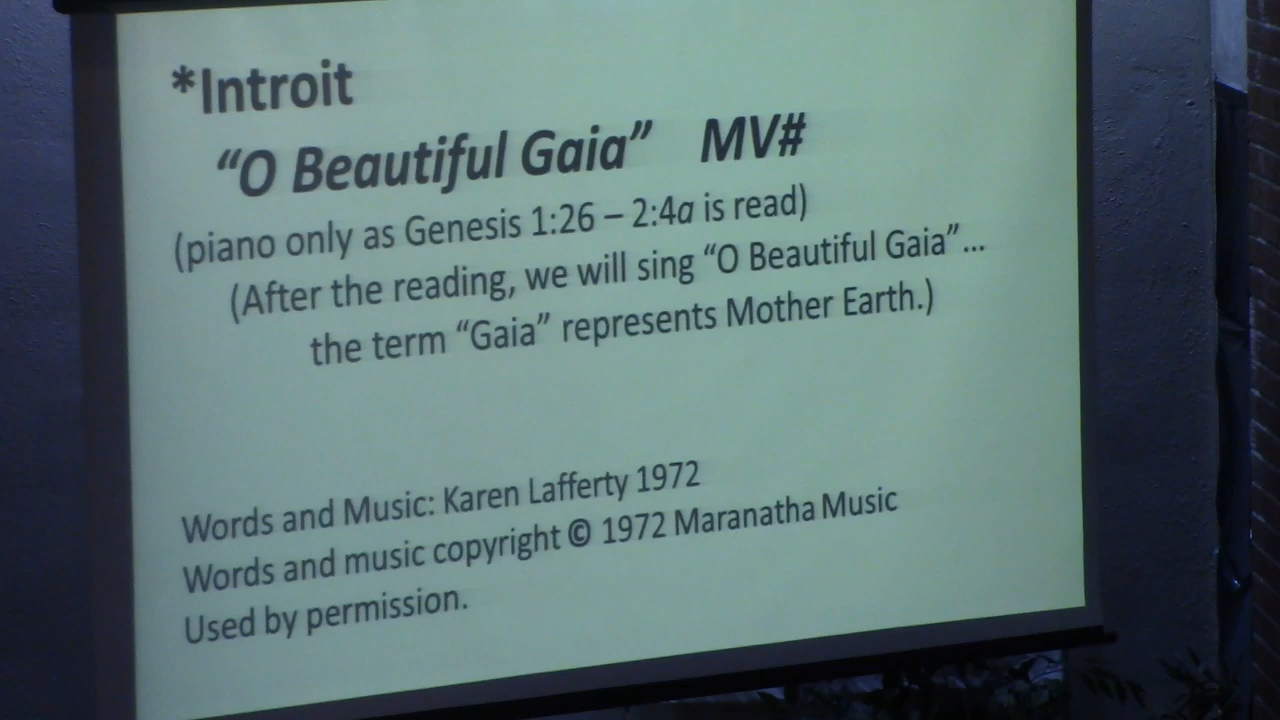 *Introit
“O Beautiful Gaia” MV#
(piano only as Genesis 1:26 – 2:4a is read)
(After the reading, we will sing “O Beautiful Gaia”...
the term “Gaia” represents Mother Earth.)
Words and Music: Karen Lafferty 1972
Words and music copyright © 1972 Maranatha Music
Used by permission.